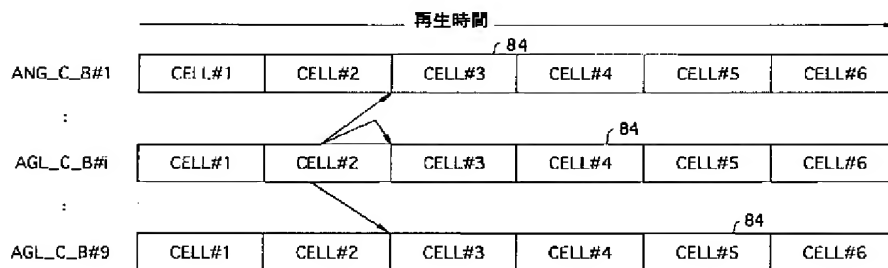 再生時間
84
ANG_C_B#1 CELL#1 CELL#2 CELL#3 CELL#4 CELL#5 CELL#6
:
84
AGL_C_B#i CELL#1 CELL#2 CELL#3 CELL#4 CELL#5 CELL#6
:
84
AGL_C_B#9 CELL#1 CELL#2 CELL#3 CELL#4 CELL#5 CELL#6